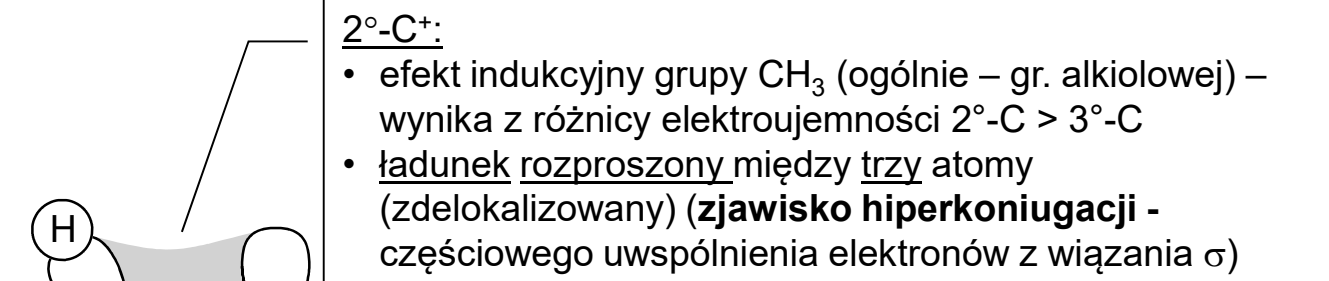 2°-C⁺:
• efekt indukcyjny grupy CH₃ (ogólnie – gr. alkiolowej) –
wynika z różnicy elektroujemności 2°-C > 3°-C
• ładunek rozproszony między trzy atomy
(zdelokalizowany) (zjawisko hiperkoniugacji -
częściowego uwspólnienia elektronów z wiązania σ)
H